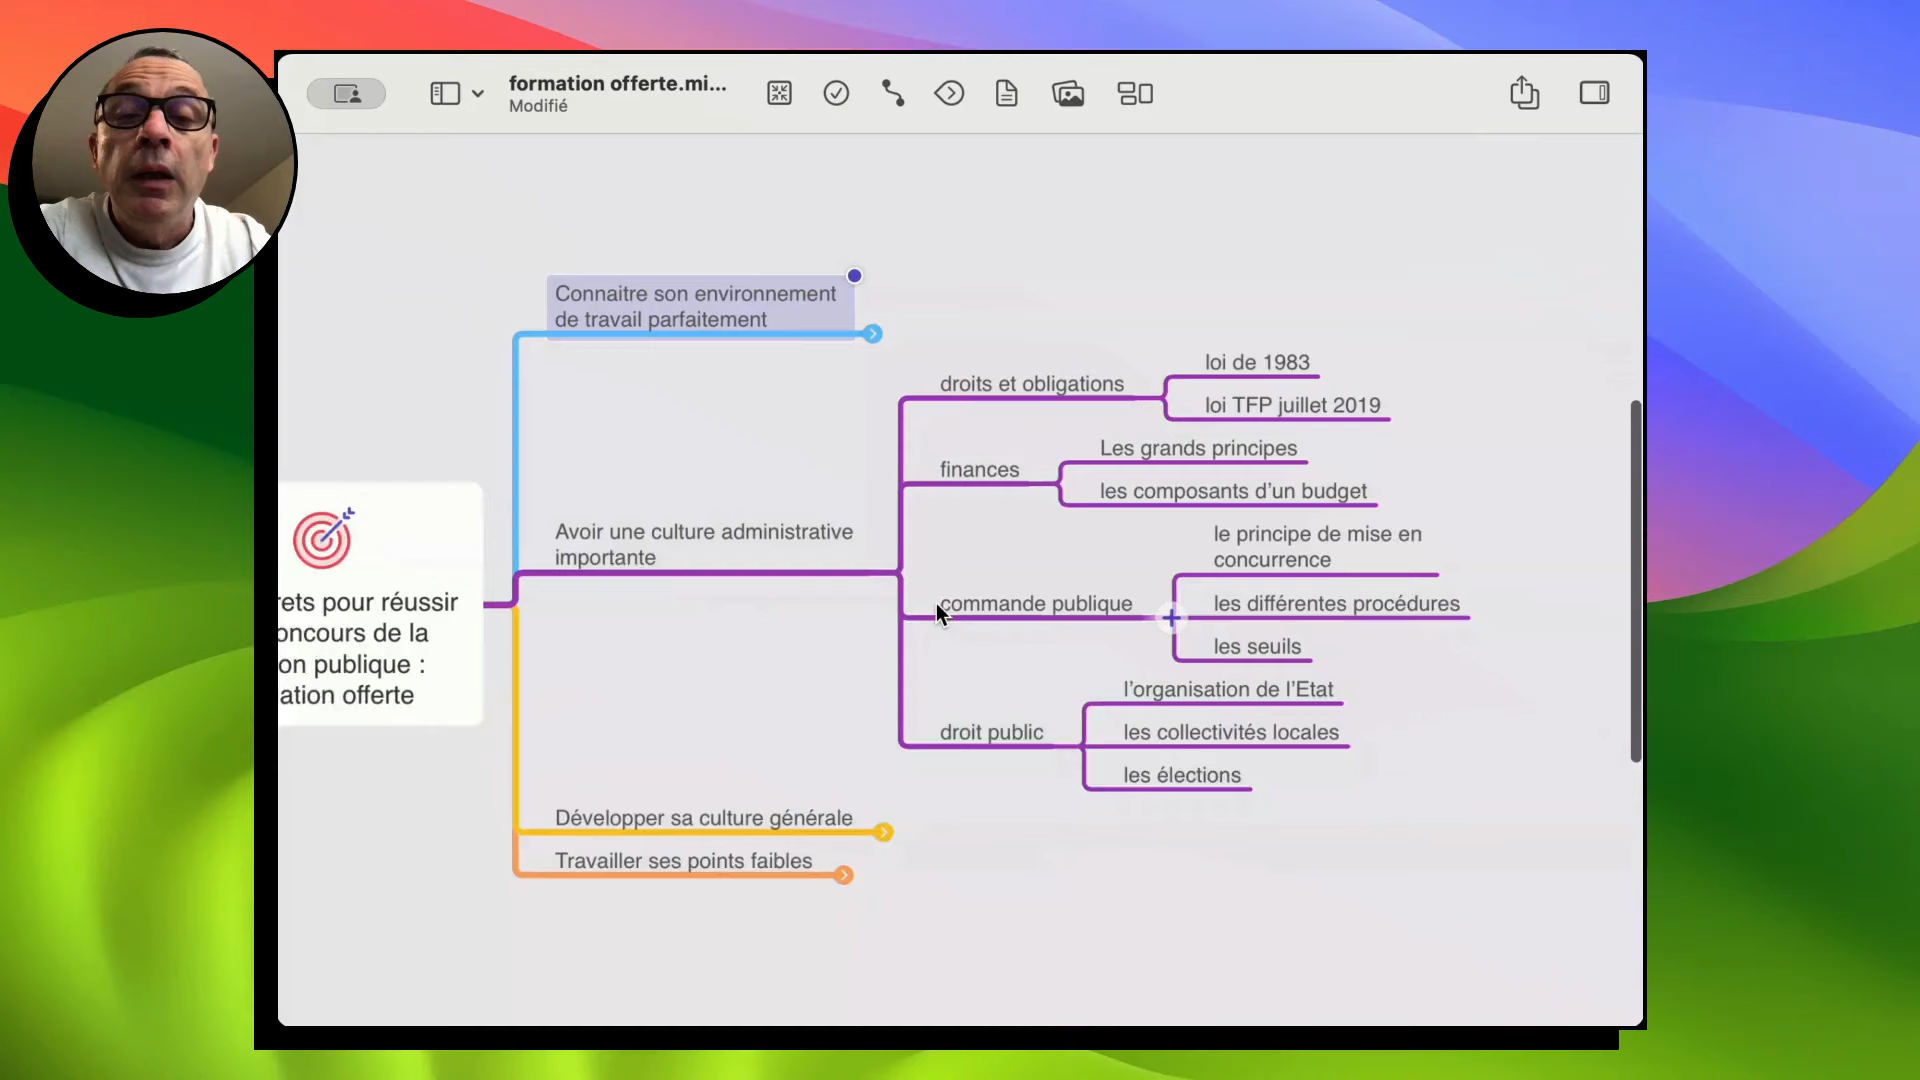 formation offerte.mi...
Modifié
Connaitre son environnement
de travail parfaitement
loi de 1983
droits et obligations
loi TFP juillet 2019
Les grands principes
finances
les composants d’un budget
Avoir une culture administrative
importante
le principe de mise en
concurrence
commande publique
les différentes procédures
les seuils
rets pour réussir
oncours de la
on publique :
ation offerte
l’organisation de l’Etat
droit public
les collectivités locales
les élections
Développer sa culture générale
Travailler ses points faibles